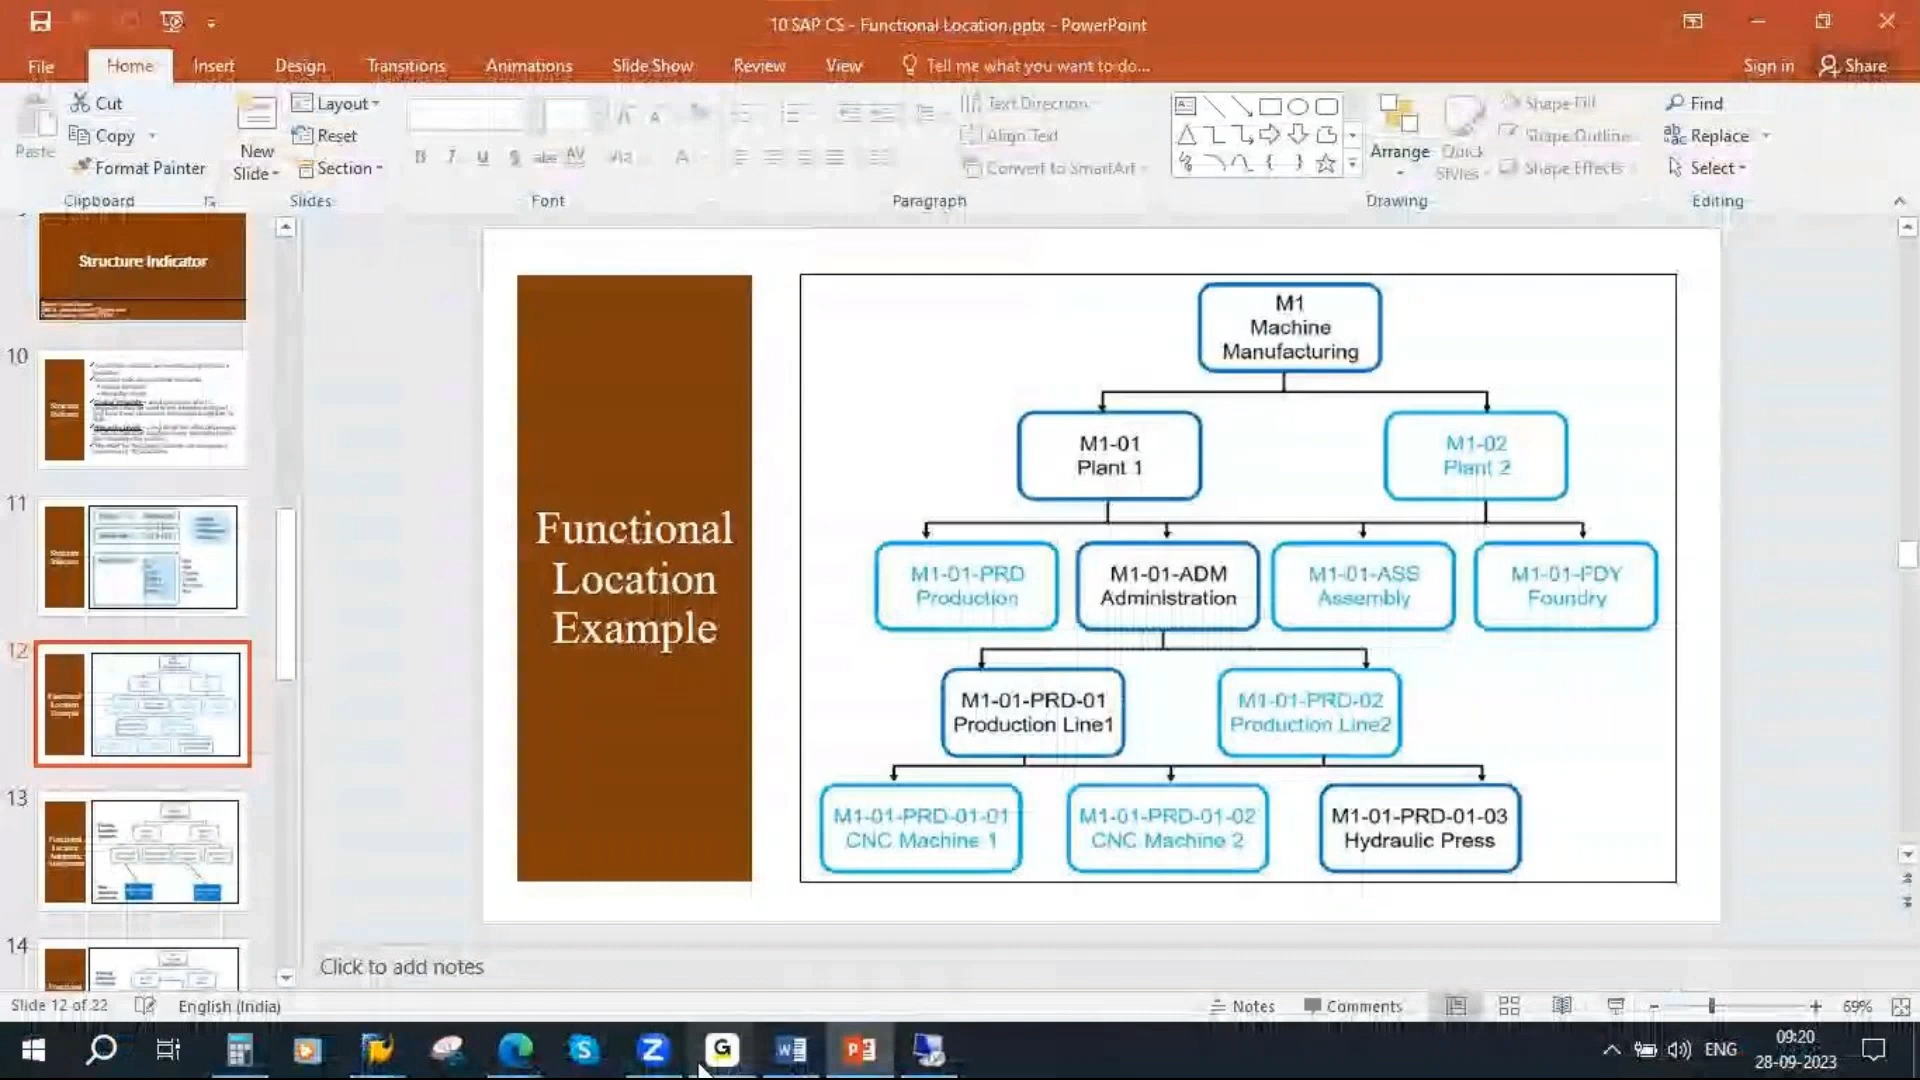 10 SAP CS - Functional Location.pptx - PowerPoint
File Home Insert Design Transitions Animations Slide Show Review View Tell me what you want to do... Sign in Share
Paste
Cut
Copy
Format Painter
Clipboard
New
Slide
Layout
Reset
Section
Slides
Font
Text Direction
Align Text
Convert to SmartArt
Paragraph
Arrange
Quick
Styles
Shape Fill
Shape Outline
Shape Effects
Drawing
Find
Replace
Select
Editing
Structure Indicator
10
11
12
13
14
Functional
Location
Example
M1
Machine
Manufacturing
M1-01
Plant 1
M1-02
Plant 2
M1-01-PRD
Production
M1-01-ADM
Administration
M1-01-ASS
Assembly
M1-01-FDY
Foundry
M1-01-PRD-01
Production Line1
M1-01-PRD-02
Production Line2
M1-01-PRD-01-01
CNC Machine 1
M1-01-PRD-01-02
CNC Machine 2
M1-01-PRD-01-03
Hydraulic Press
Click to add notes
Slide 12 of 22 English (India) Notes Comments 69%
ENG
09:20
28-09-2023